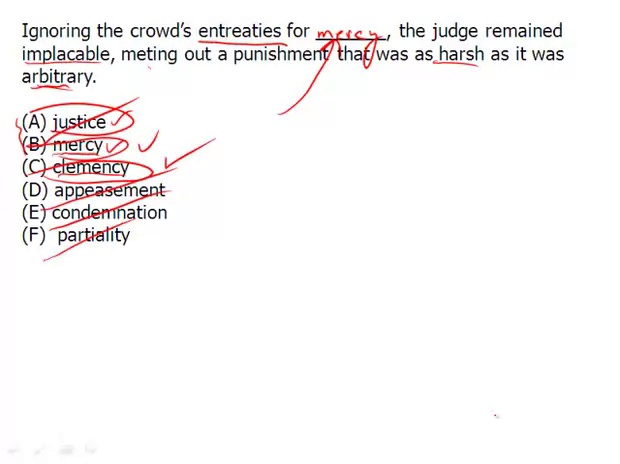 Ignoring the crowd's entreaties for mercy, the judge remained
implacable, meting out a punishment that was as harsh as it was
arbitrary.
(A) justice
(B) mercy
(C) clemency
(D) appeasement
(E) condemnation
(F) partiality